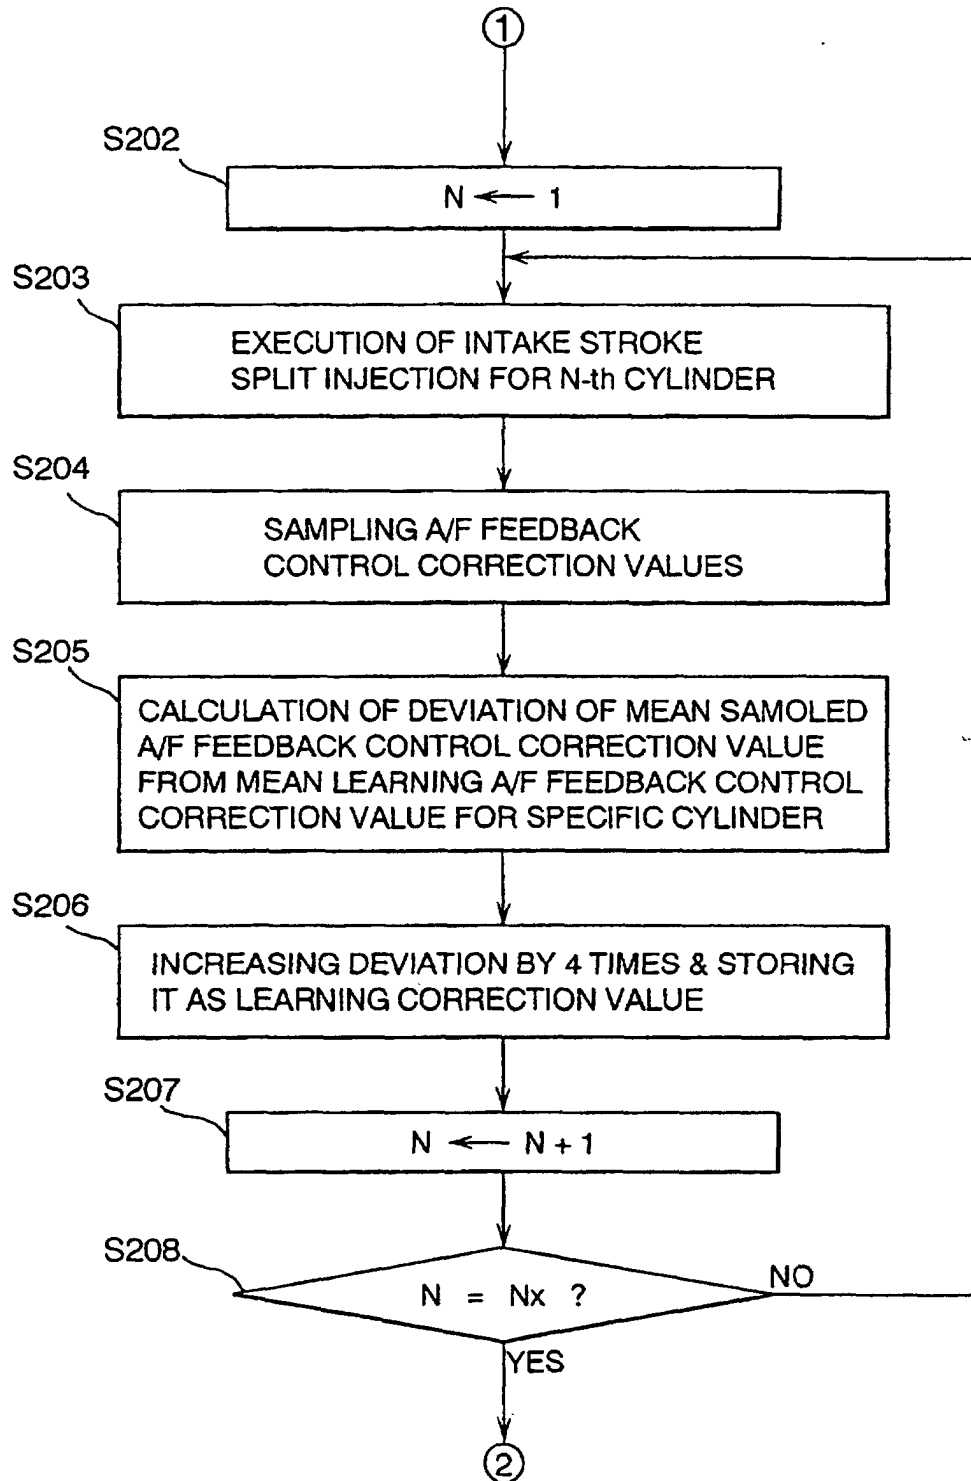 1
S202
N ← 1
S203
EXECUTION OF INTAKE STROKE
SPLIT INJECTION FOR N-th CYLINDER
S204
SAMPLING A/F FEEDBACK
CONTROL CORRECTION VALUES
S205
CALCULATION OF DEVIATION OF MEAN SAMOLED
A/F FEEDBACK CONTROL CORRECTION VALUE
FROM MEAN LEARNING A/F FEEDBACK CONTROL
CORRECTION VALUE FOR SPECIFIC CYLINDER
S206
INCREASING DEVIATION BY 4 TIMES & STORING
IT AS LEARNING CORRECTION VALUE
S207
N ← N + 1
S208
N = Nx ?
NO
YES
2